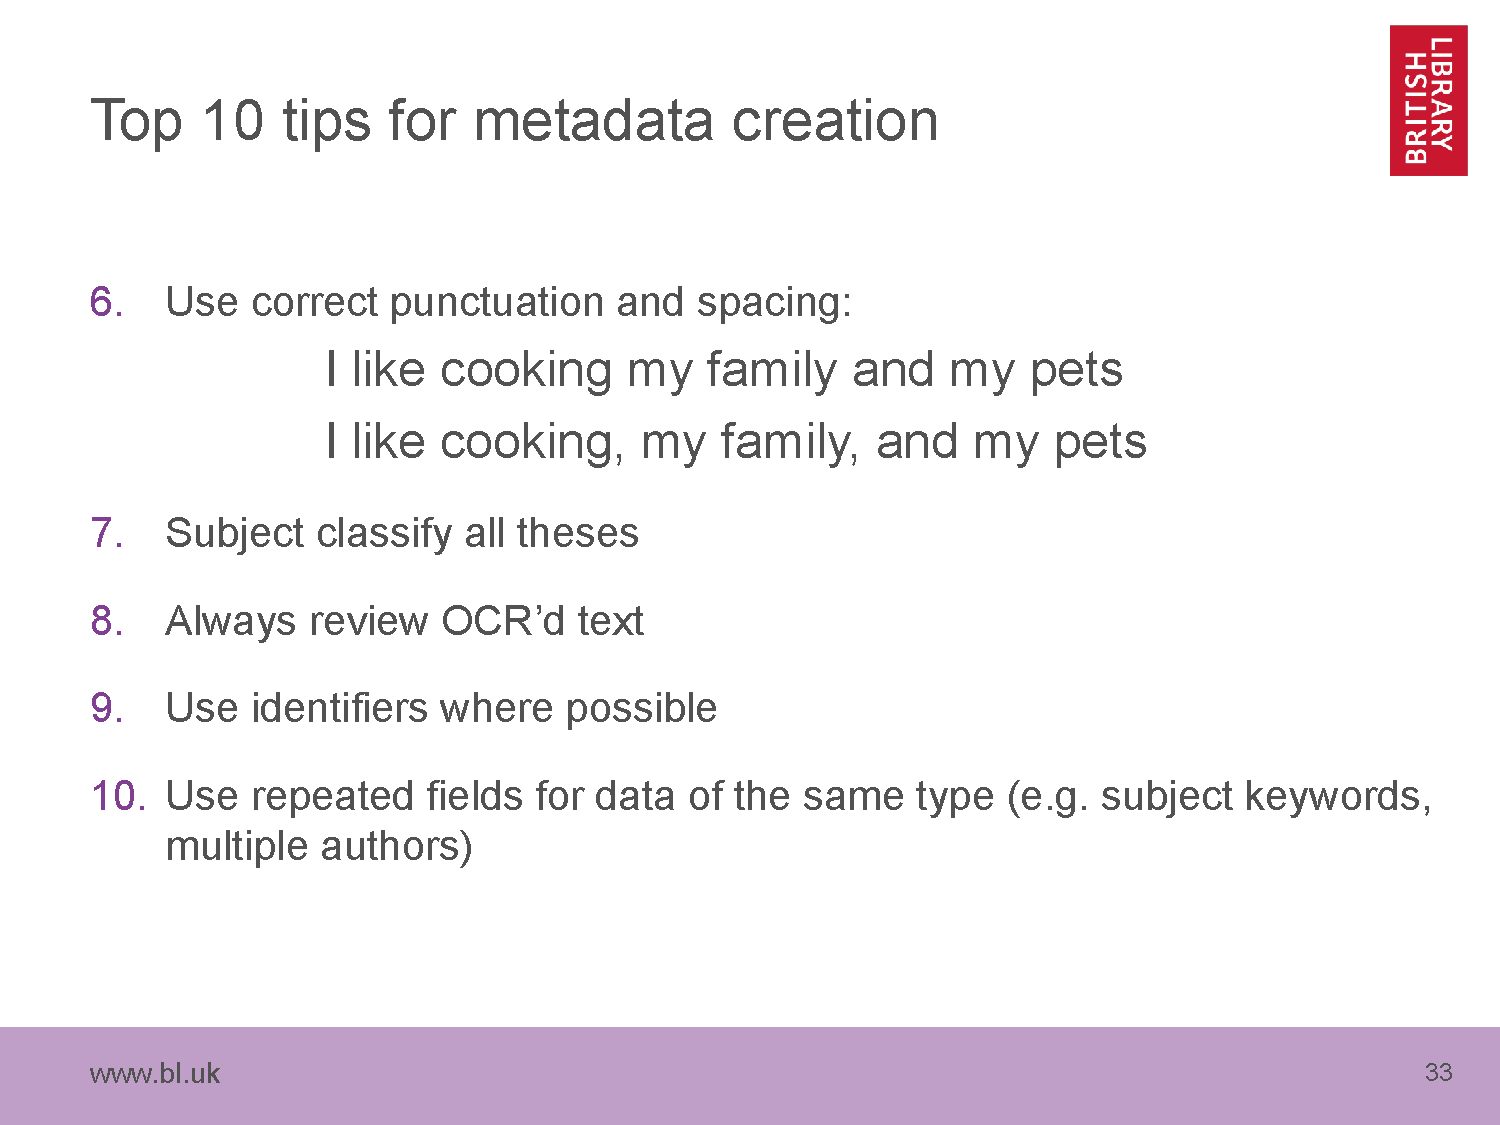 Top 10 tips for metadata creation
BRITISH
LIBRARY
6. Use correct punctuation and spacing:
I like cooking my family and my pets
I like cooking, my family, and my pets
7. Subject classify all theses
8. Always review OCR’d text
9. Use identifiers where possible
10. Use repeated fields for data of the same type (e.g. subject keywords,
multiple authors)
www.bl.uk
33